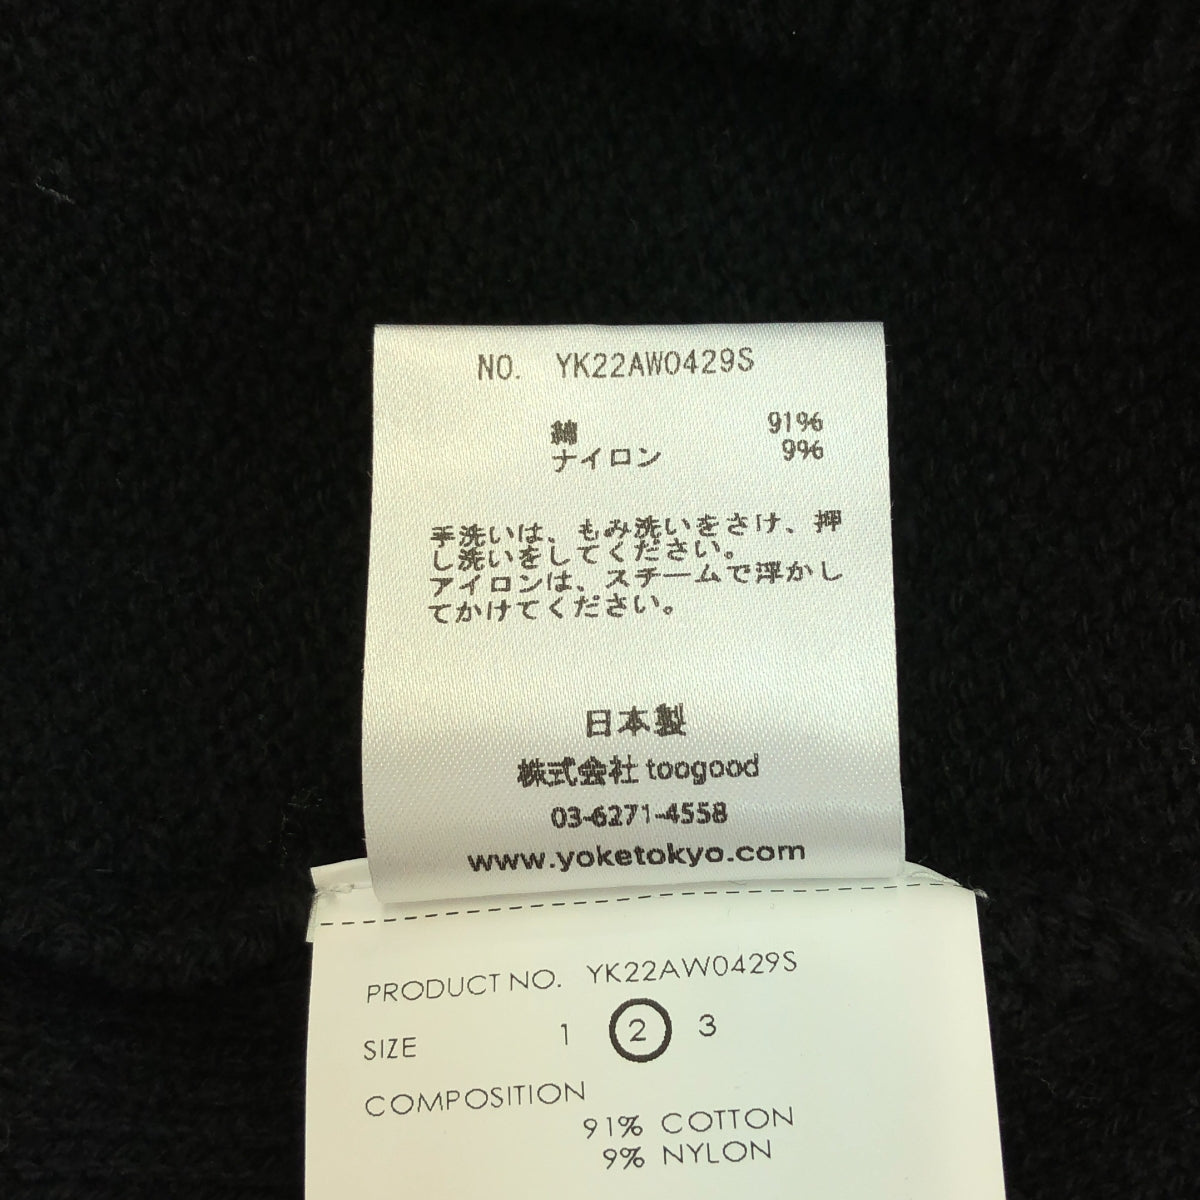 NO. YK22AW0429S
綿 91%
ナイロン 9%
手洗いは、もみ洗いをさけ、押
し洗いをしてください。
アイロンは、スチームで浮かし
てかけてください。
日本製
株式会社 toogood
03-6271-4558
www.yoketokyo.com
PRODUCT NO. YK22AW0429S
SIZE 1 2 3
COMPOSITION
91% COTTON
9% NYLON